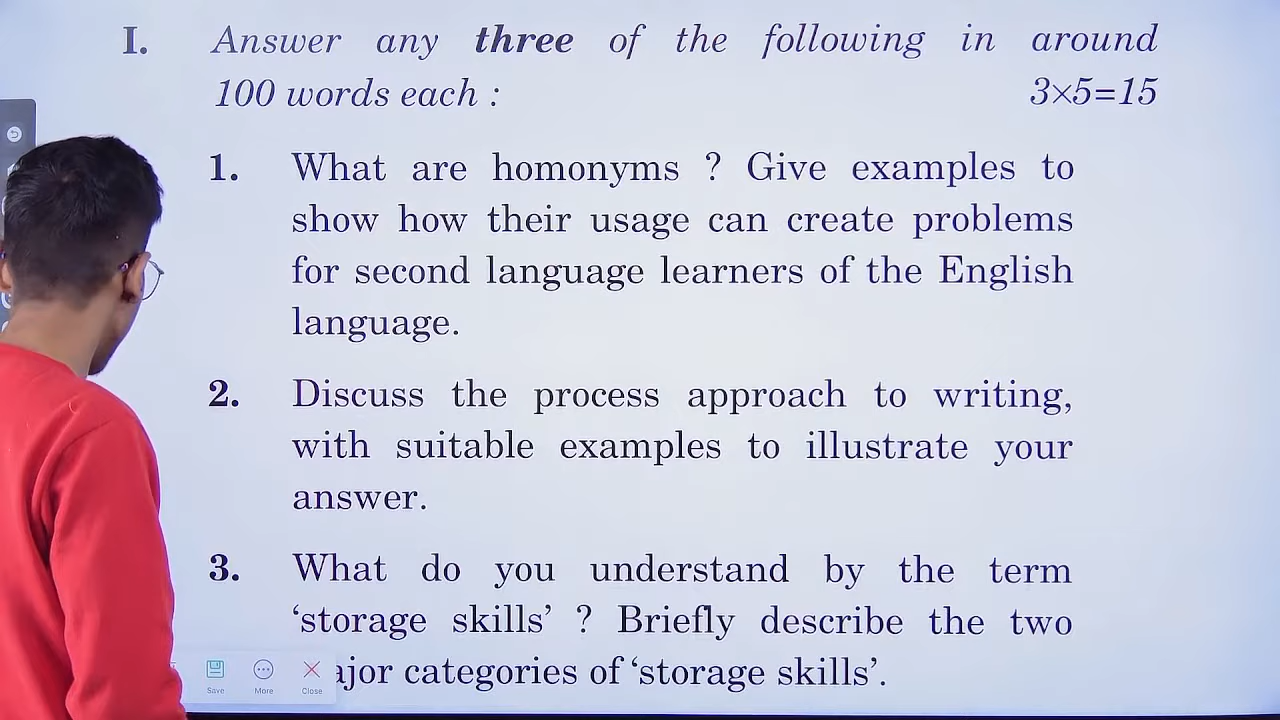 I. Answer any three of the following in around
100 words each : 3×5=15
1. What are homonyms ? Give examples to
show how their usage can create problems
for second language learners of the English
language.
2. Discuss the process approach to writing,
with suitable examples to illustrate your
answer.
3. What do you understand by the term
‘storage skills’ ? Briefly describe the two
ajor categories of ‘storage skills’.
Save More Close